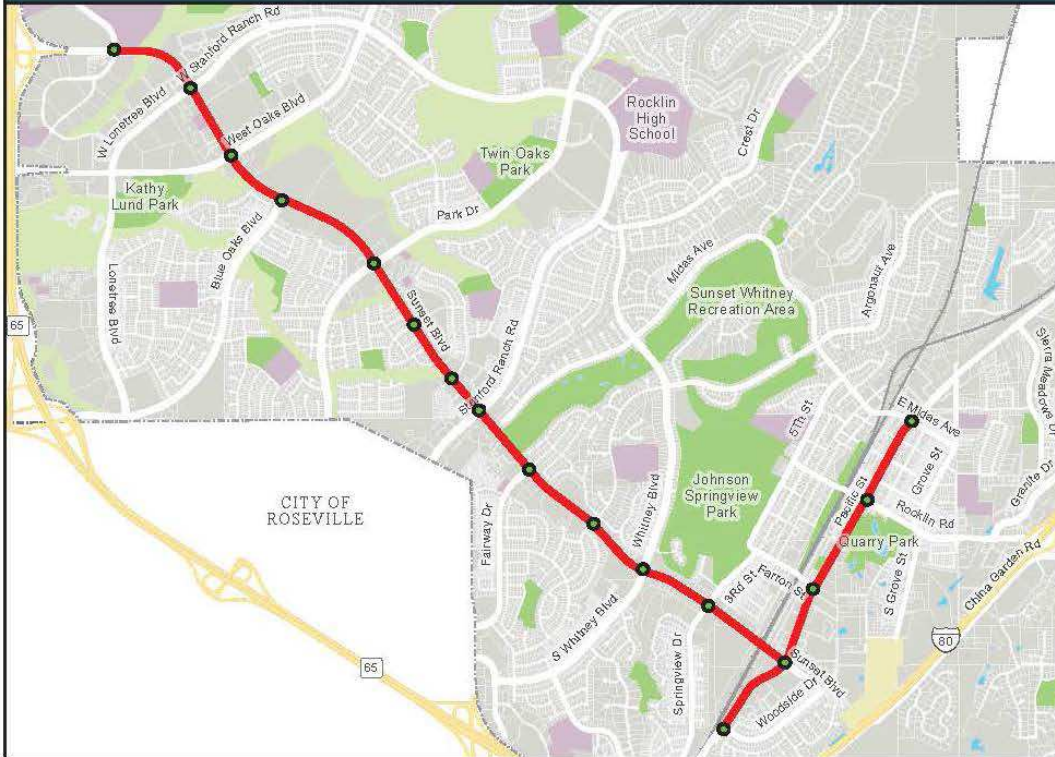 W Stanford Ranch Rd
W Lonetree Blvd
West Oaks Blvd
Rocklin
High
School
Crest Dr
Twin Oaks
Park
Kathy
Lund Park
Park Dr
Blue Oaks Blvd
Lonetree Blvd
Midas Ave
Argonaut Ave
Sunset Whitney
Recreation Area
Sunset Blvd
65
Stanford Ranch Rd
Sierra Meadows Dr
E Midas Ave
5Th St
Grove St
Granite Dr
Johnson
Springview
Park
Pacific St
Rocklin Rd
CITY OF
ROSEVILLE
Whitney Blvd
Fairway Dr
Quarry Park
China Garden Rd
3Rd St
Farron St
S Grove St
80
S Whitney Blvd
65
Springview Dr
Sunset Blvd
Woodside Dr